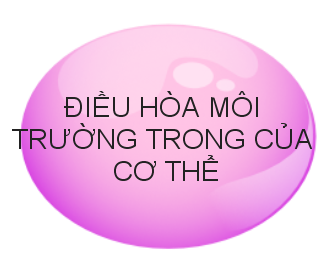 ĐIỀU HÒA MÔI
TRƯỜNG TRONG CỦA
CƠ THỂ